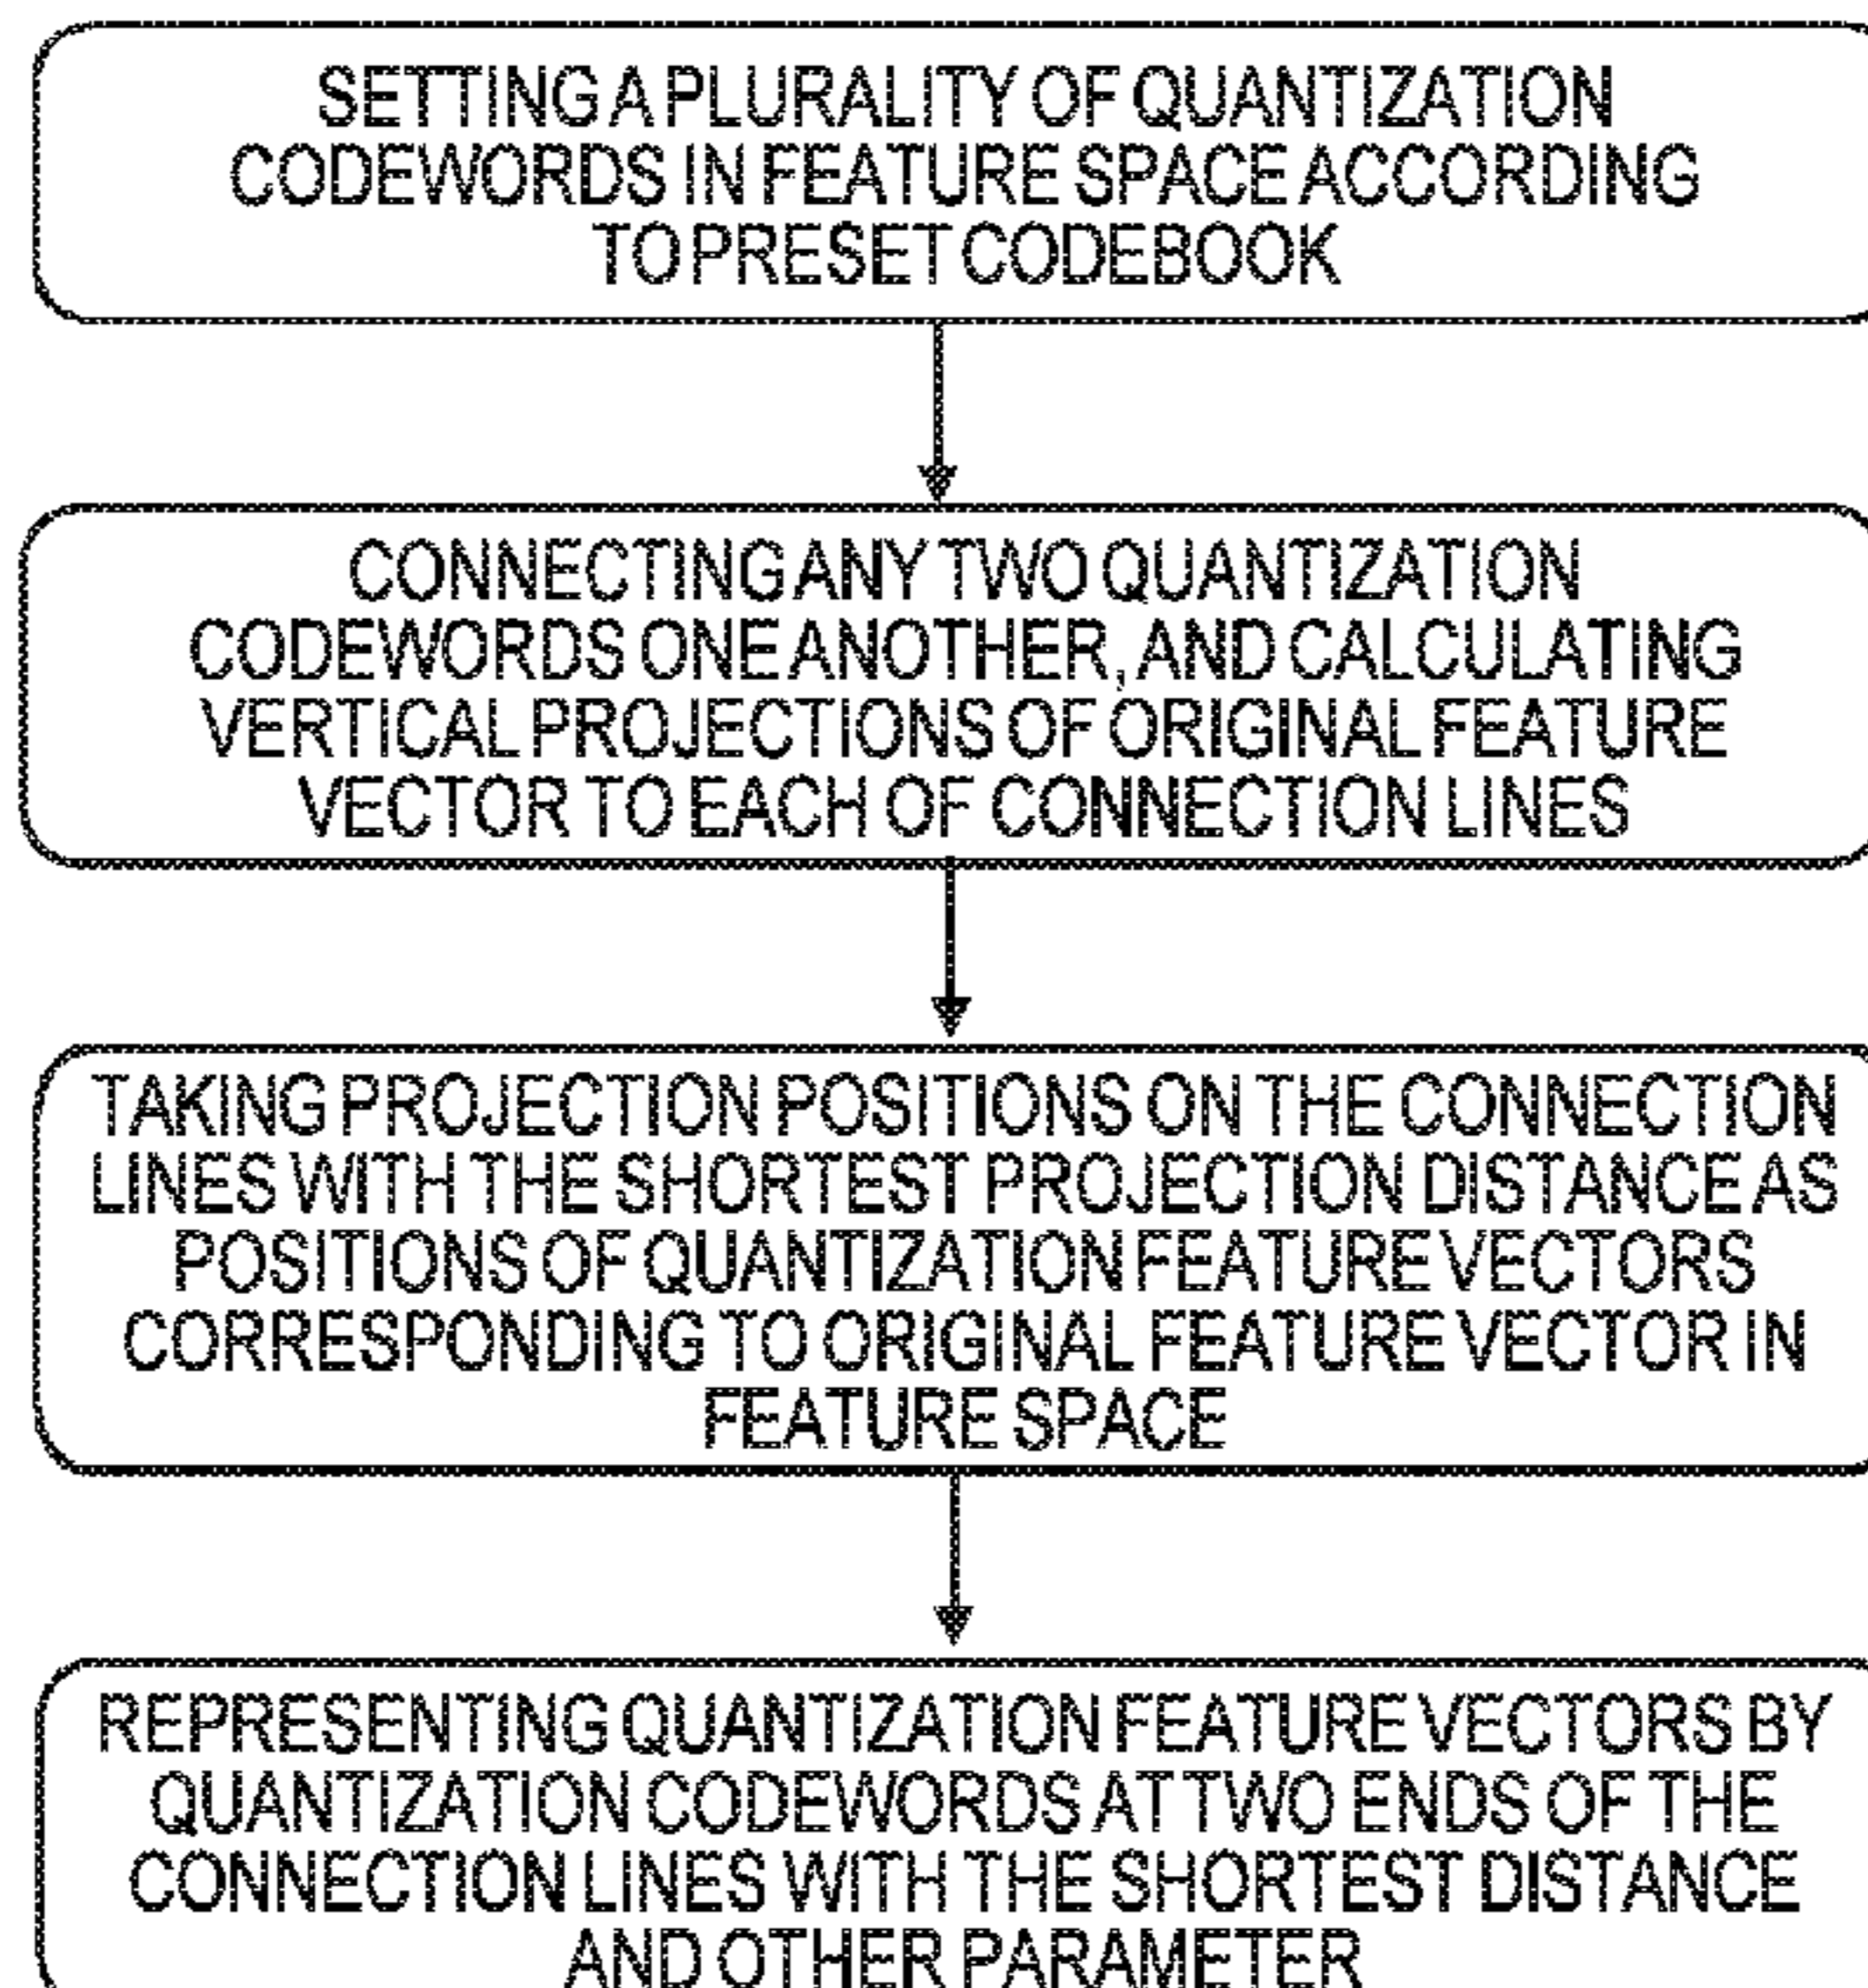 SETTING A PLURALITY OF QUANTIZATION
CODEWORDS IN FEATURE SPACE ACCORDING
TO PRESET CODEBOOK
CONNECTING ANY TWO QUANTIZATION
CODEWORDS ONE ANOTHER, AND CALCULATING
VERTICAL PROJECTIONS OF ORIGINAL FEATURE
VECTOR TO EACH OF CONNECTION LINES
TAKING PROJECTION POSITIONS ON THE CONNECTION
LINES WITH THE SHORTEST PROJECTION DISTANCE AS
POSITIONS OF QUANTIZATION FEATURE VECTORS
CORRESPONDING TO ORIGINAL FEATURE VECTOR IN
FEATURE SPACE
REPRESENTING QUANTIZATION FEATURE VECTORS BY
QUANTIZATION CODEWORDS AT TWO ENDS OF THE
CONNECTION LINES WITH THE SHORTEST DISTANCE
AND OTHER PARAMETER